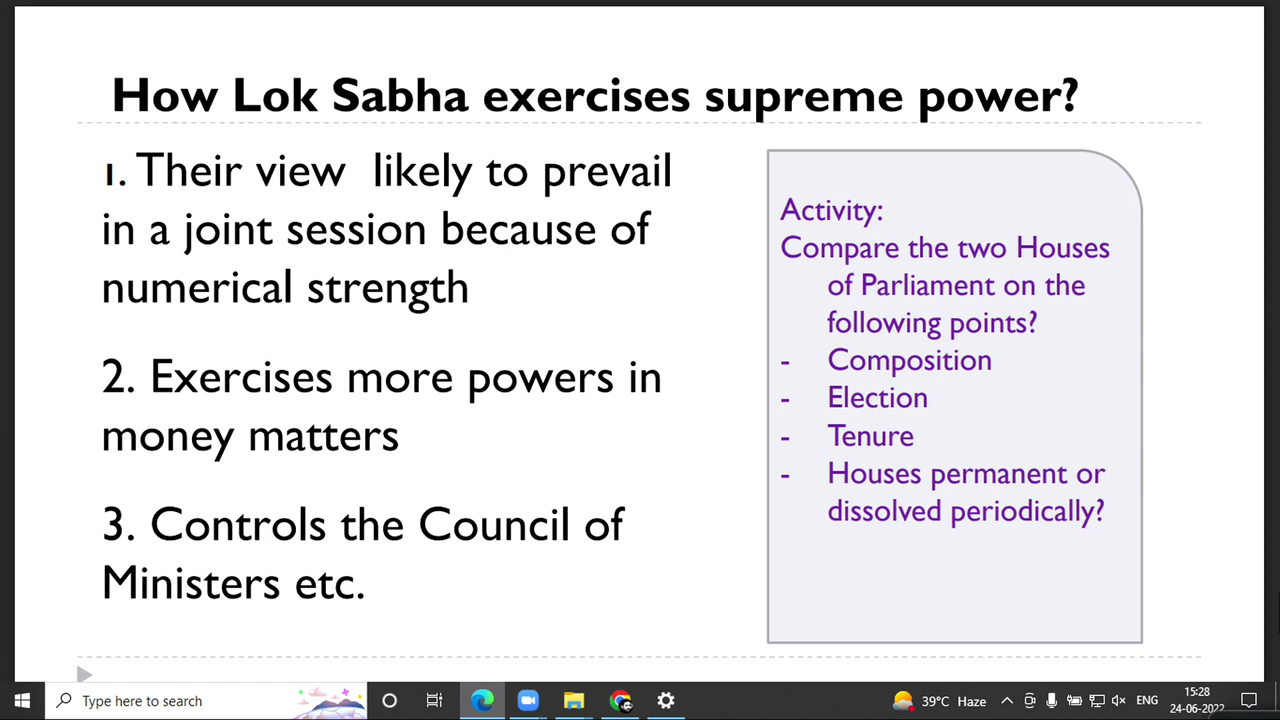 How Lok Sabha exercises supreme power?
1. Their view likely to prevail
in a joint session because of
numerical strength
2. Exercises more powers in
money matters
3. Controls the Council of
Ministers etc.
Activity:
Compare the two Houses
of Parliament on the
following points?
- Composition
- Election
- Tenure
- Houses permanent or
dissolved periodically?
Type here to search
39°C Haze
ENG
15:28
24-06-2022